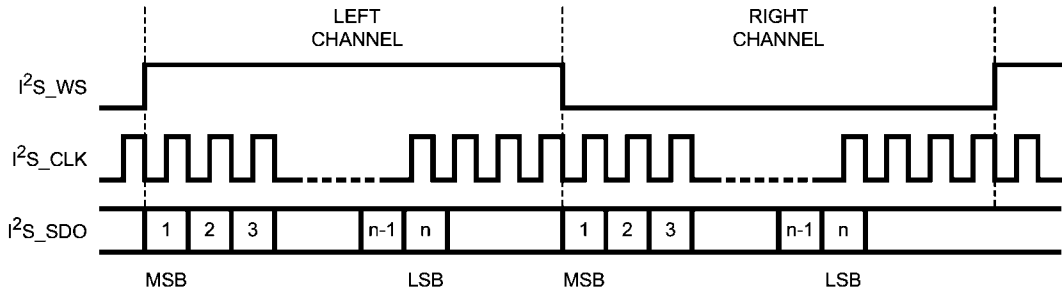 LEFT CHANNEL
RIGHT CHANNEL
I²S_WS
I²S_CLK
I²S_SDO
1 2 3 n-1 n 1 2 3 n-1 n
MSB LSB MSB LSB